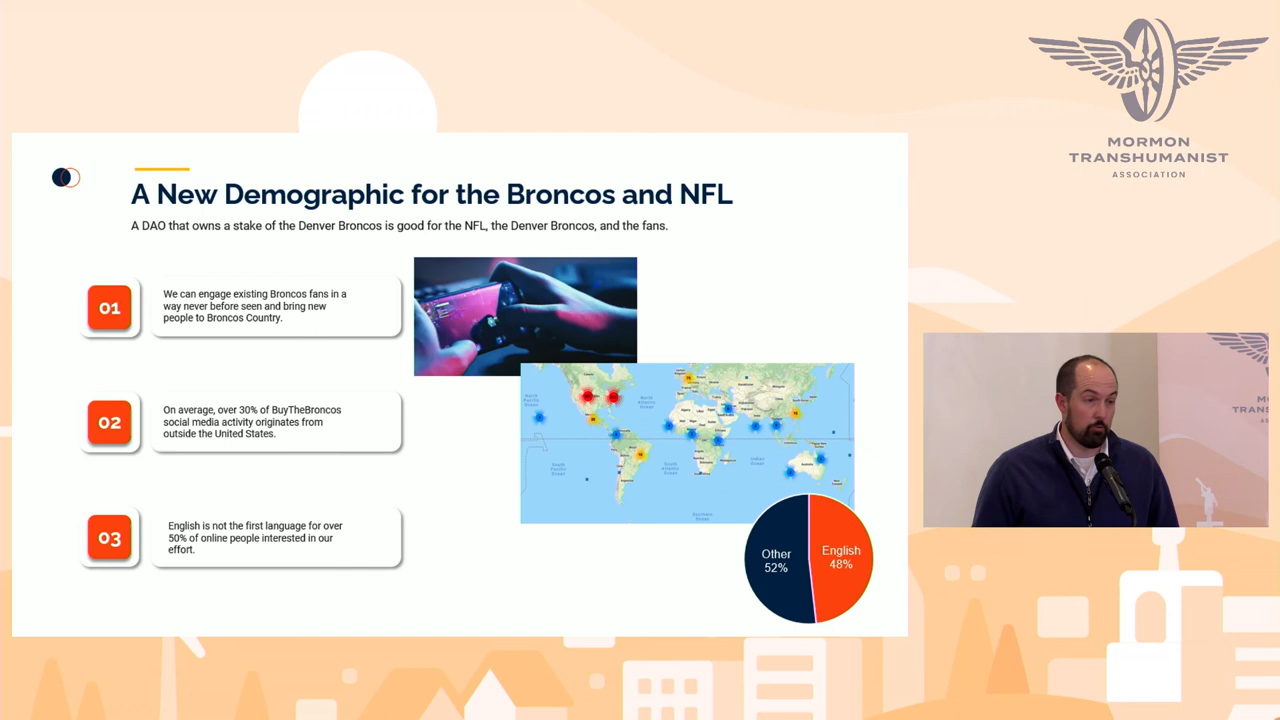 MORMON
TRANSHUMANIST
ASSOCIATION
A New Demographic for the Broncos and NFL
A DAO that owns a stake of the Denver Broncos is good for the NFL, the Denver Broncos, and the fans.
01
We can engage existing Broncos fans in a
way never before seen and bring new
people to Broncos Country.
02
On average, over 30% of BuyTheBroncos
social media activity originates from
outside the United States.
03
English is not the first language for over
50% of online people interested in our
effort.
Other
52%
English
48%